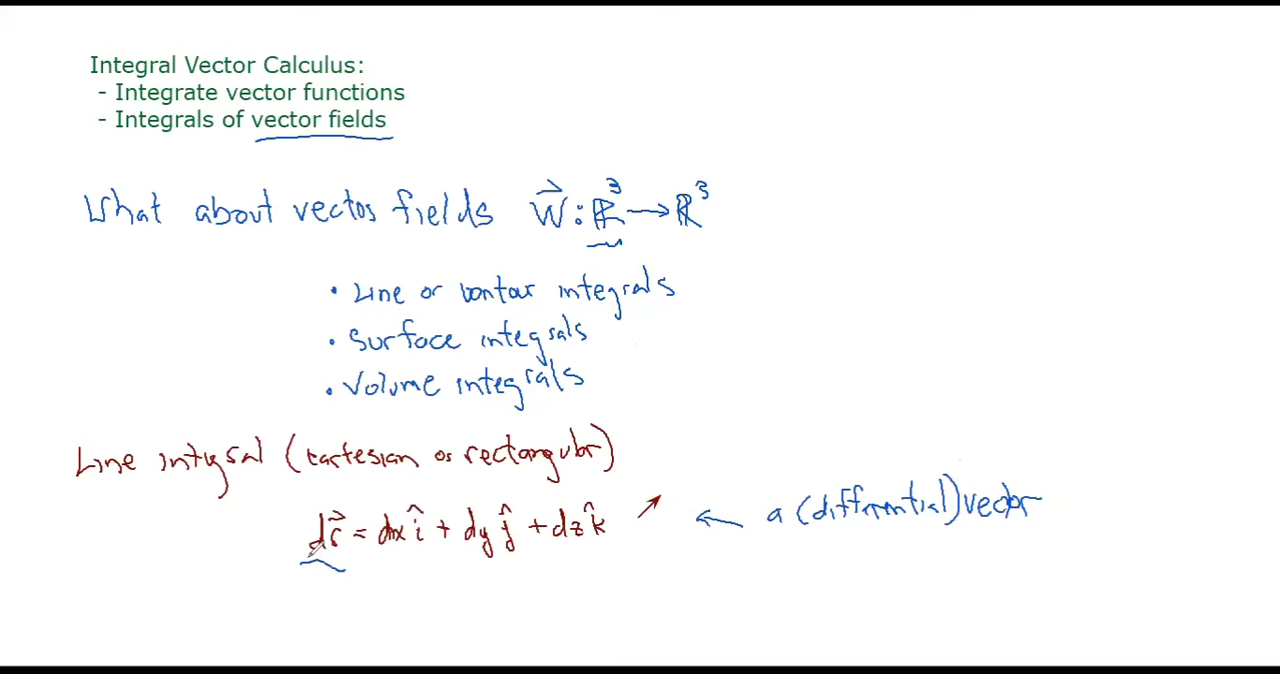 Integral Vector Calculus:
- Integrate vector functions
- Integrals of vector fields
What about vector fields W⃗ : ℝ³ → ℝ³
• Line or contour integrals
• Surface integrals
• Volume integrals
Line integral (cartesian or rectangular)
dr⃗ = dx î + dy ĵ + dz k̂ ↗ ← a (differential) vector